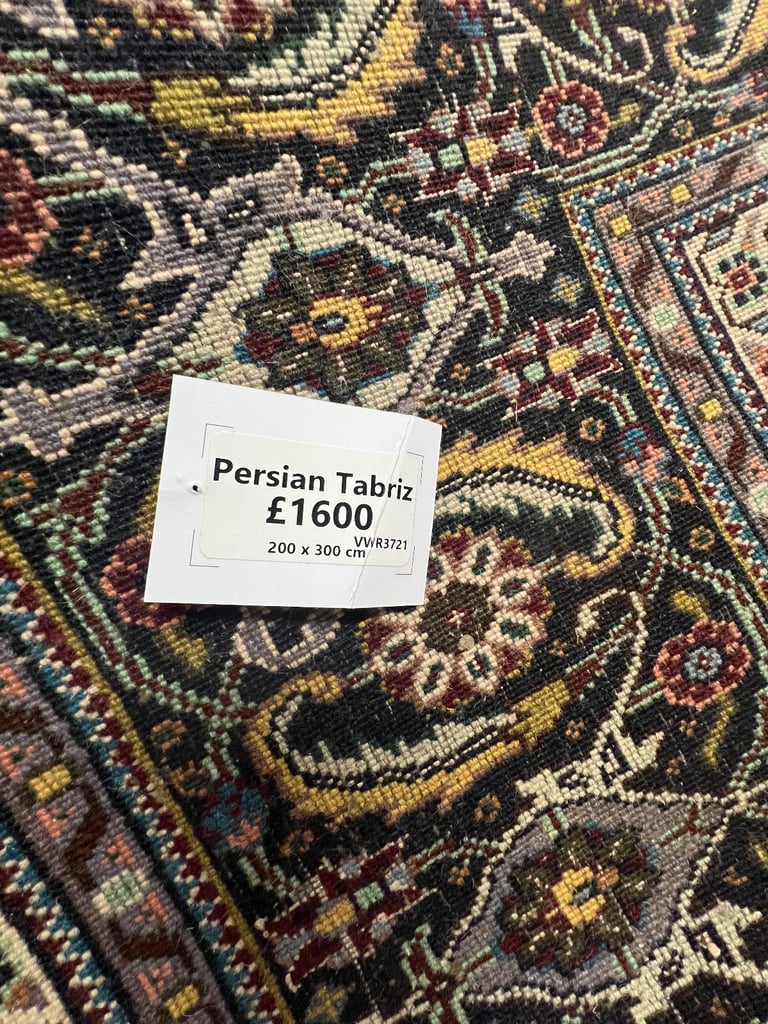 Persian Tabriz
£1600
VWR3721
200 x 300 cm